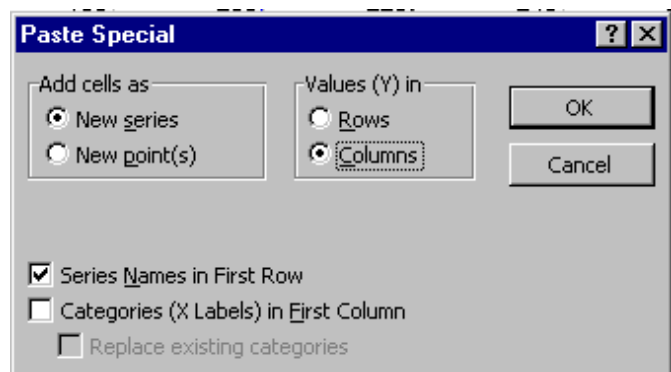 Paste Special
Add cells as
New series
New point(s)
Values (Y) in
Rows
Columns
OK
Cancel
Series Names in First Row
Categories (X Labels) in First Column
Replace existing categories